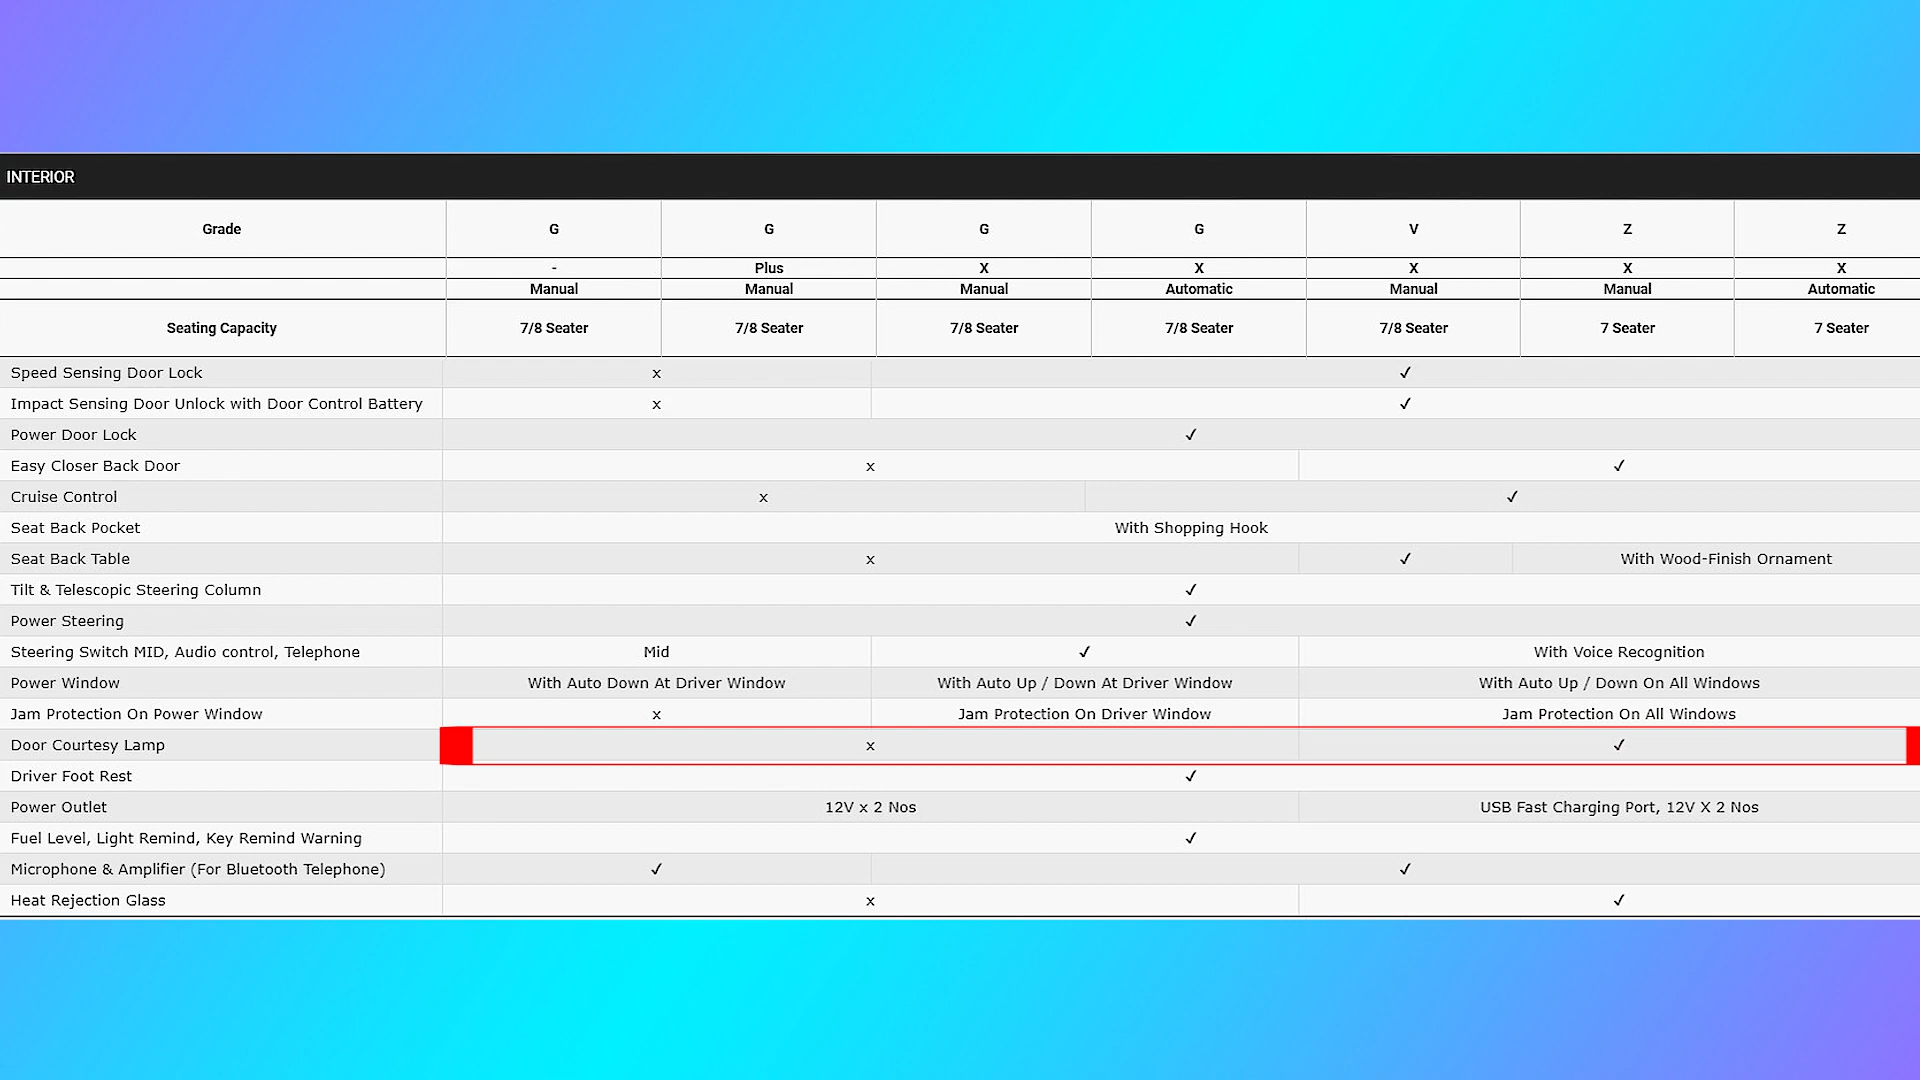 INTERIOR
Grade G G G G V Z Z
- Plus X X X X X
Manual Manual Manual Automatic Manual Manual Automatic
Seating Capacity 7/8 Seater 7/8 Seater 7/8 Seater 7/8 Seater 7/8 Seater 7 Seater 7 Seater
Speed Sensing Door Lock x ✓
Impact Sensing Door Unlock with Door Control Battery x ✓
Power Door Lock ✓
Easy Closer Back Door x ✓
Cruise Control x ✓
Seat Back Pocket With Shopping Hook
Seat Back Table x ✓ With Wood-Finish Ornament
Tilt & Telescopic Steering Column ✓
Power Steering ✓
Steering Switch MID, Audio control, Telephone Mid ✓ With Voice Recognition
Power Window With Auto Down At Driver Window With Auto Up / Down At Driver Window With Auto Up / Down On All Windows
Jam Protection On Power Window x Jam Protection On Driver Window Jam Protection On All Windows
Door Courtesy Lamp x ✓
Driver Foot Rest ✓
Power Outlet 12V x 2 Nos USB Fast Charging Port, 12V X 2 Nos
Fuel Level, Light Remind, Key Remind Warning ✓
Microphone & Amplifier (For Bluetooth Telephone) ✓ ✓
Heat Rejection Glass x ✓